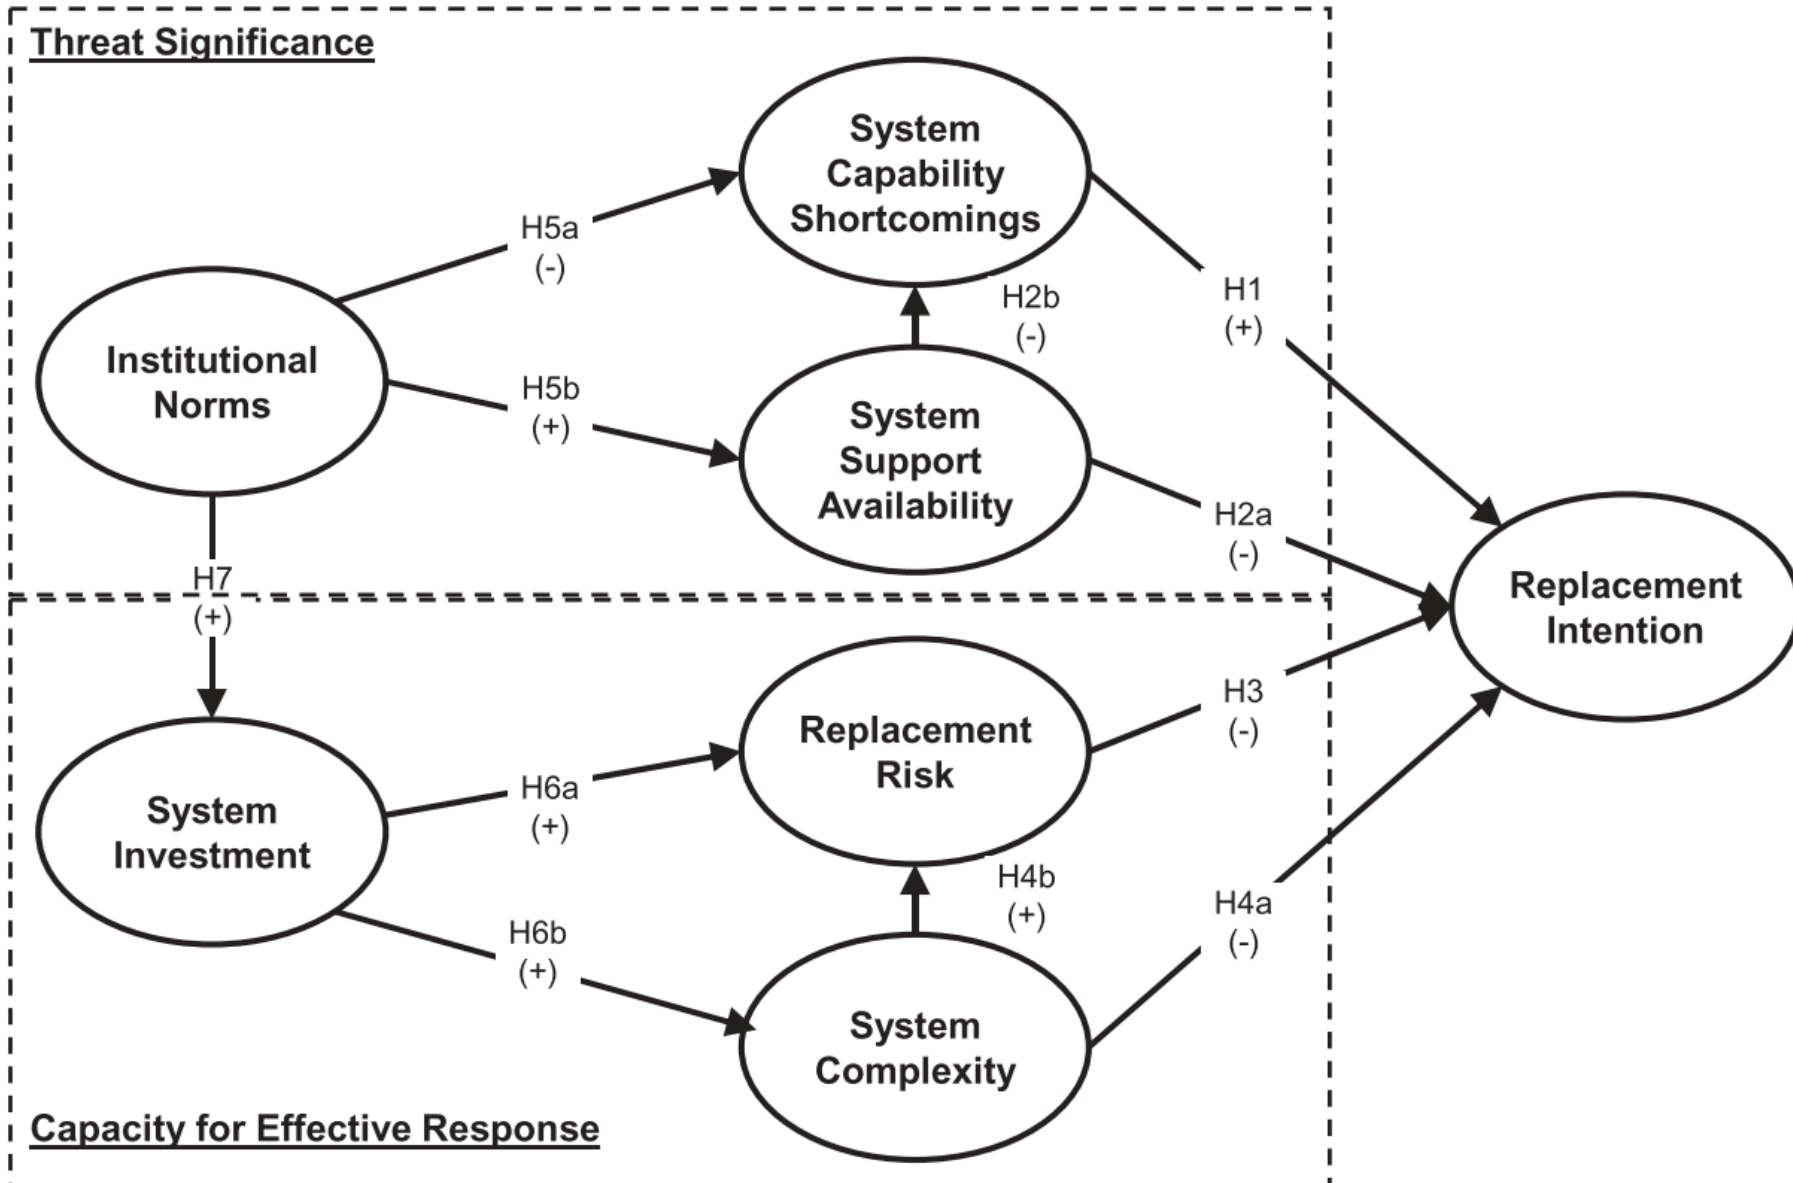 Threat Significance
System
Capability
Shortcomings
H5a
(-)
H2b
(-)
H1
(+)
Institutional
Norms
H5b
(+)
System
Support
Availability
H2a
(-)
H7
(+)
Replacement
Intention
Replacement
Risk
H3
(-)
System
Investment
H6a
(+)
H4b
(+)
H4a
(-)
H6b
(+)
System
Complexity
Capacity for Effective Response